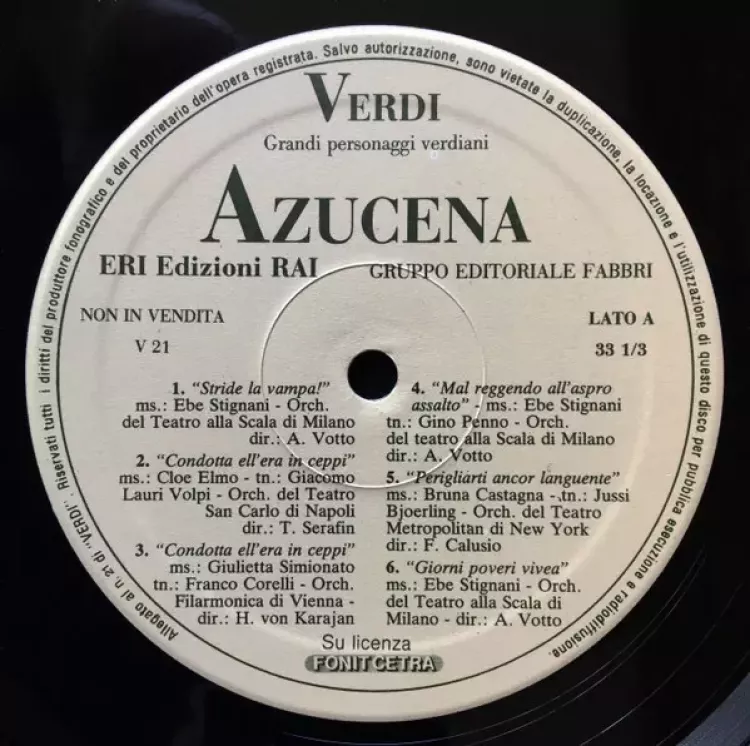 VERDI
Grandi personaggi verdiani
AZUCENA
ERI Edizioni RAI
GRUPPO EDITORIALE FABBRI
NON IN VENDITA
V 21
LATO A
33 1/3
1. "Stride la vampa!"
ms.: Ebe Stignani - Orch.
del Teatro alla Scala di Milano
dir.: A. Votto
2. "Condotta ell'era in ceppi"
ms.: Cloe Elmo - tn.: Giacomo
Lauri Volpi - Orch. del Teatro
San Carlo di Napoli
dir.: T. Serafin
3. "Condotta ell'era in ceppi"
ms.: Giulietta Simionato
tn.: Franco Corelli - Orch.
Filarmonica di Vienna -
dir.: H. von Karajan
4. "Mal reggendo all'aspro
assalto" - ms.: Ebe Stignani
tn.: Gino Penno - Orch.
del teatro alla Scala di Milano
dir.: A. Votto
5. "Perigliarti ancor languente"
ms.: Bruna Castagna - tn.: Jussi
Bjoerling - Orch. del Teatro
Metropolitan di New York
dir.: F. Calusio
6. "Giorni poveri vivea"
ms.: Ebe Stignani - Orch.
del Teatro alla Scala di
Milano - dir.: A. Votto
Su licenza
FONIT CETRA
Allegato al n. 21 di "VERDI". Riservati tutti i diritti del produttore fonografico e del proprietario dell'opera registrata. Salvo autorizzazione, sono vietate la duplicazione, la locazione e l'utilizzazione di questo disco per pubblica esecuzione e radiodiffusione.